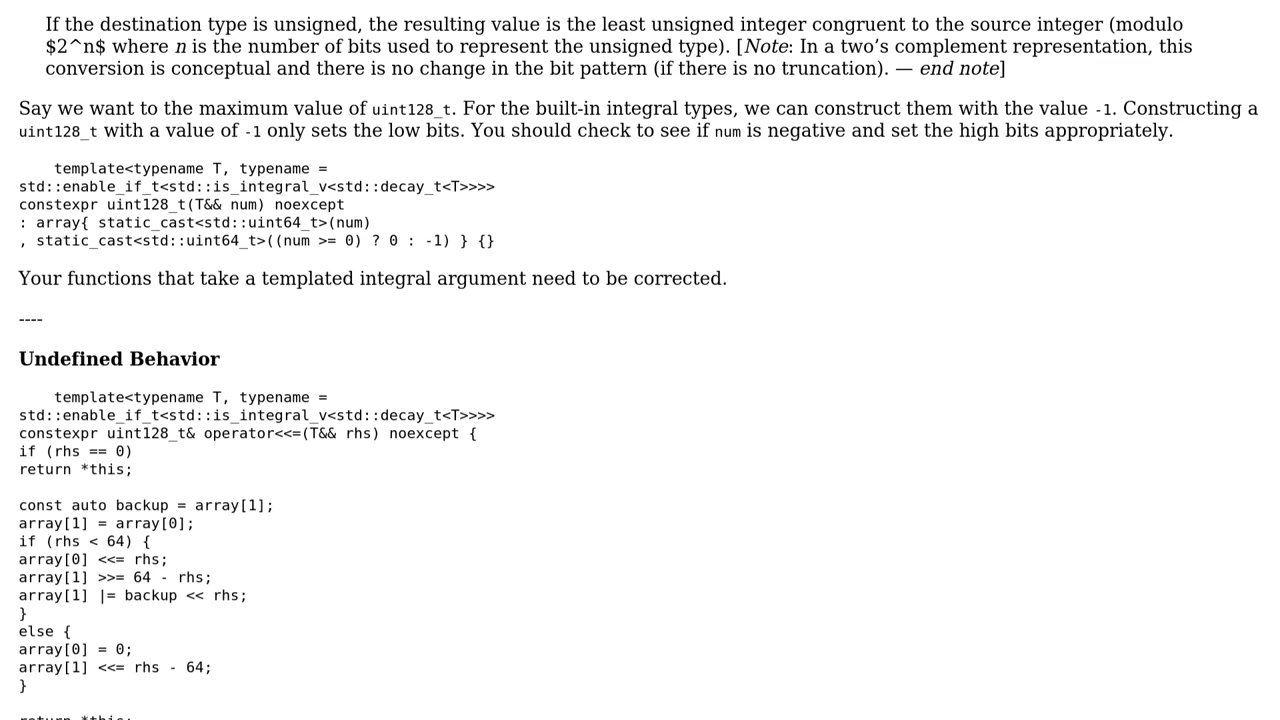 If the destination type is unsigned, the resulting value is the least unsigned integer congruent to the source integer (modulo
$2^n$ where n is the number of bits used to represent the unsigned type). [Note: In a two’s complement representation, this
conversion is conceptual and there is no change in the bit pattern (if there is no truncation). — end note]
Say we want to the maximum value of uint128_t. For the built-in integral types, we can construct them with the value -1. Constructing a
uint128_t with a value of -1 only sets the low bits. You should check to see if num is negative and set the high bits appropriately.
template<typename T, typename =
std::enable_if_t<std::is_integral_v<std::decay_t<T>>>>
constexpr uint128_t(T&& num) noexcept
: array{ static_cast<std::uint64_t>(num)
, static_cast<std::uint64_t>((num >= 0) ? 0 : -1) } {}
Your functions that take a templated integral argument need to be corrected.
----
Undefined Behavior
template<typename T, typename =
std::enable_if_t<std::is_integral_v<std::decay_t<T>>>>
constexpr uint128_t& operator<<=(T&& rhs) noexcept {
if (rhs == 0)
return *this;
const auto backup = array[1];
array[1] = array[0];
if (rhs < 64) {
array[0] <<= rhs;
array[1] >>= 64 - rhs;
array[1] |= backup << rhs;
}
else {
array[0] = 0;
array[1] <<= rhs - 64;
}
return *this;